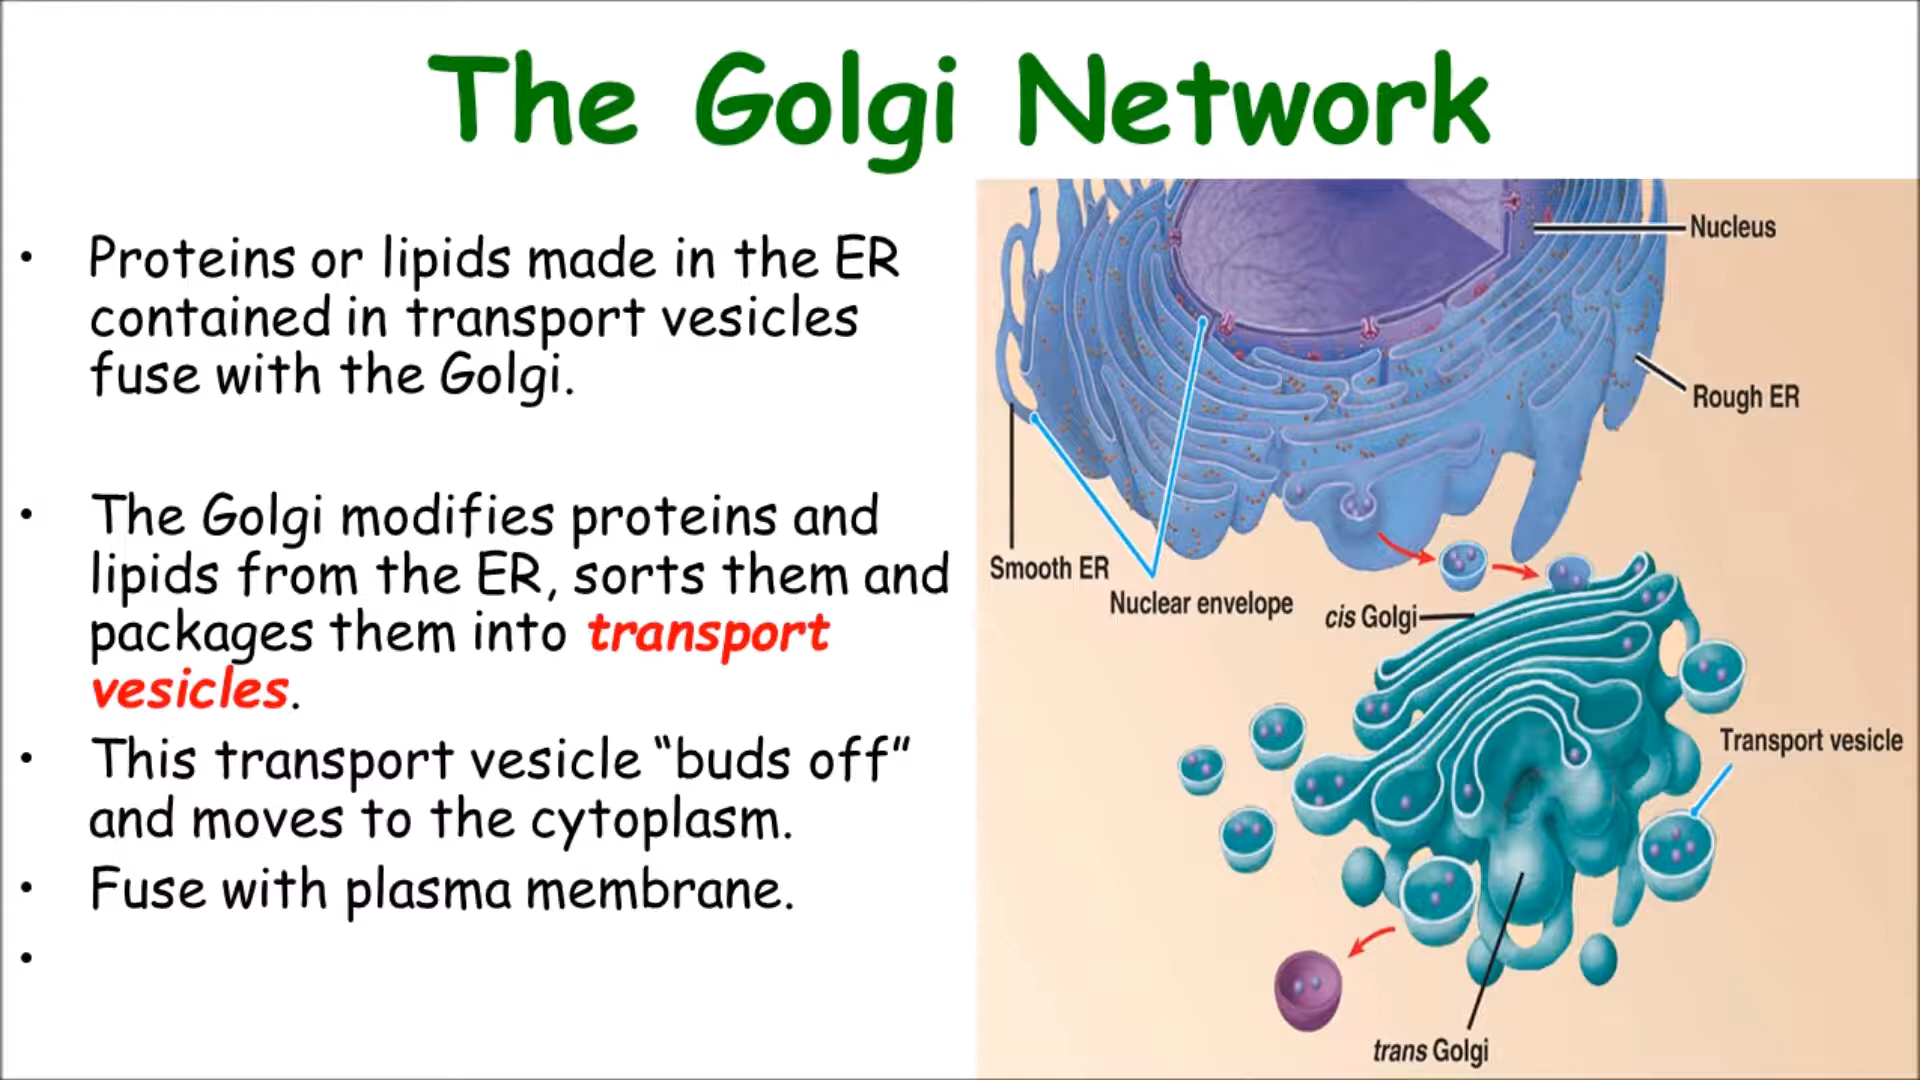 The Golgi Network
• Proteins or lipids made in the ER
contained in transport vesicles
fuse with the Golgi.
• The Golgi modifies proteins and
lipids from the ER, sorts them and
packages them into transport
vesicles.
• This transport vesicle “buds off”
and moves to the cytoplasm.
• Fuse with plasma membrane.
•
Nucleus
Rough ER
Smooth ER
Nuclear envelope
cis Golgi
Transport vesicle
trans Golgi